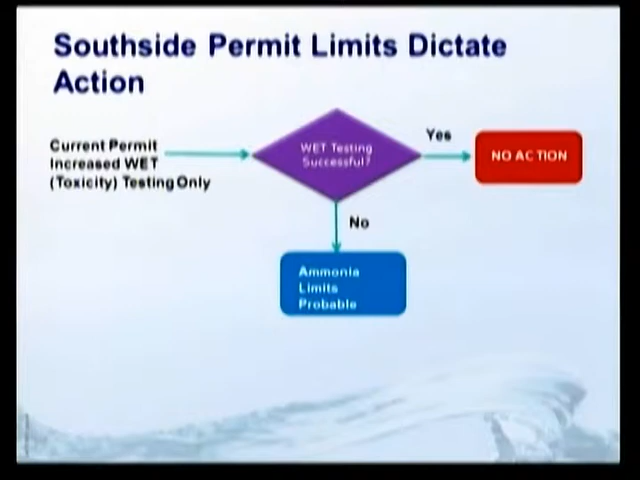 Southside Permit Limits Dictate
Action
Current Permit
Increased WET
(Toxicity) Testing Only
WET Testing
Successful?
Yes
NO ACTION
No
Ammonia
Limits
Probable